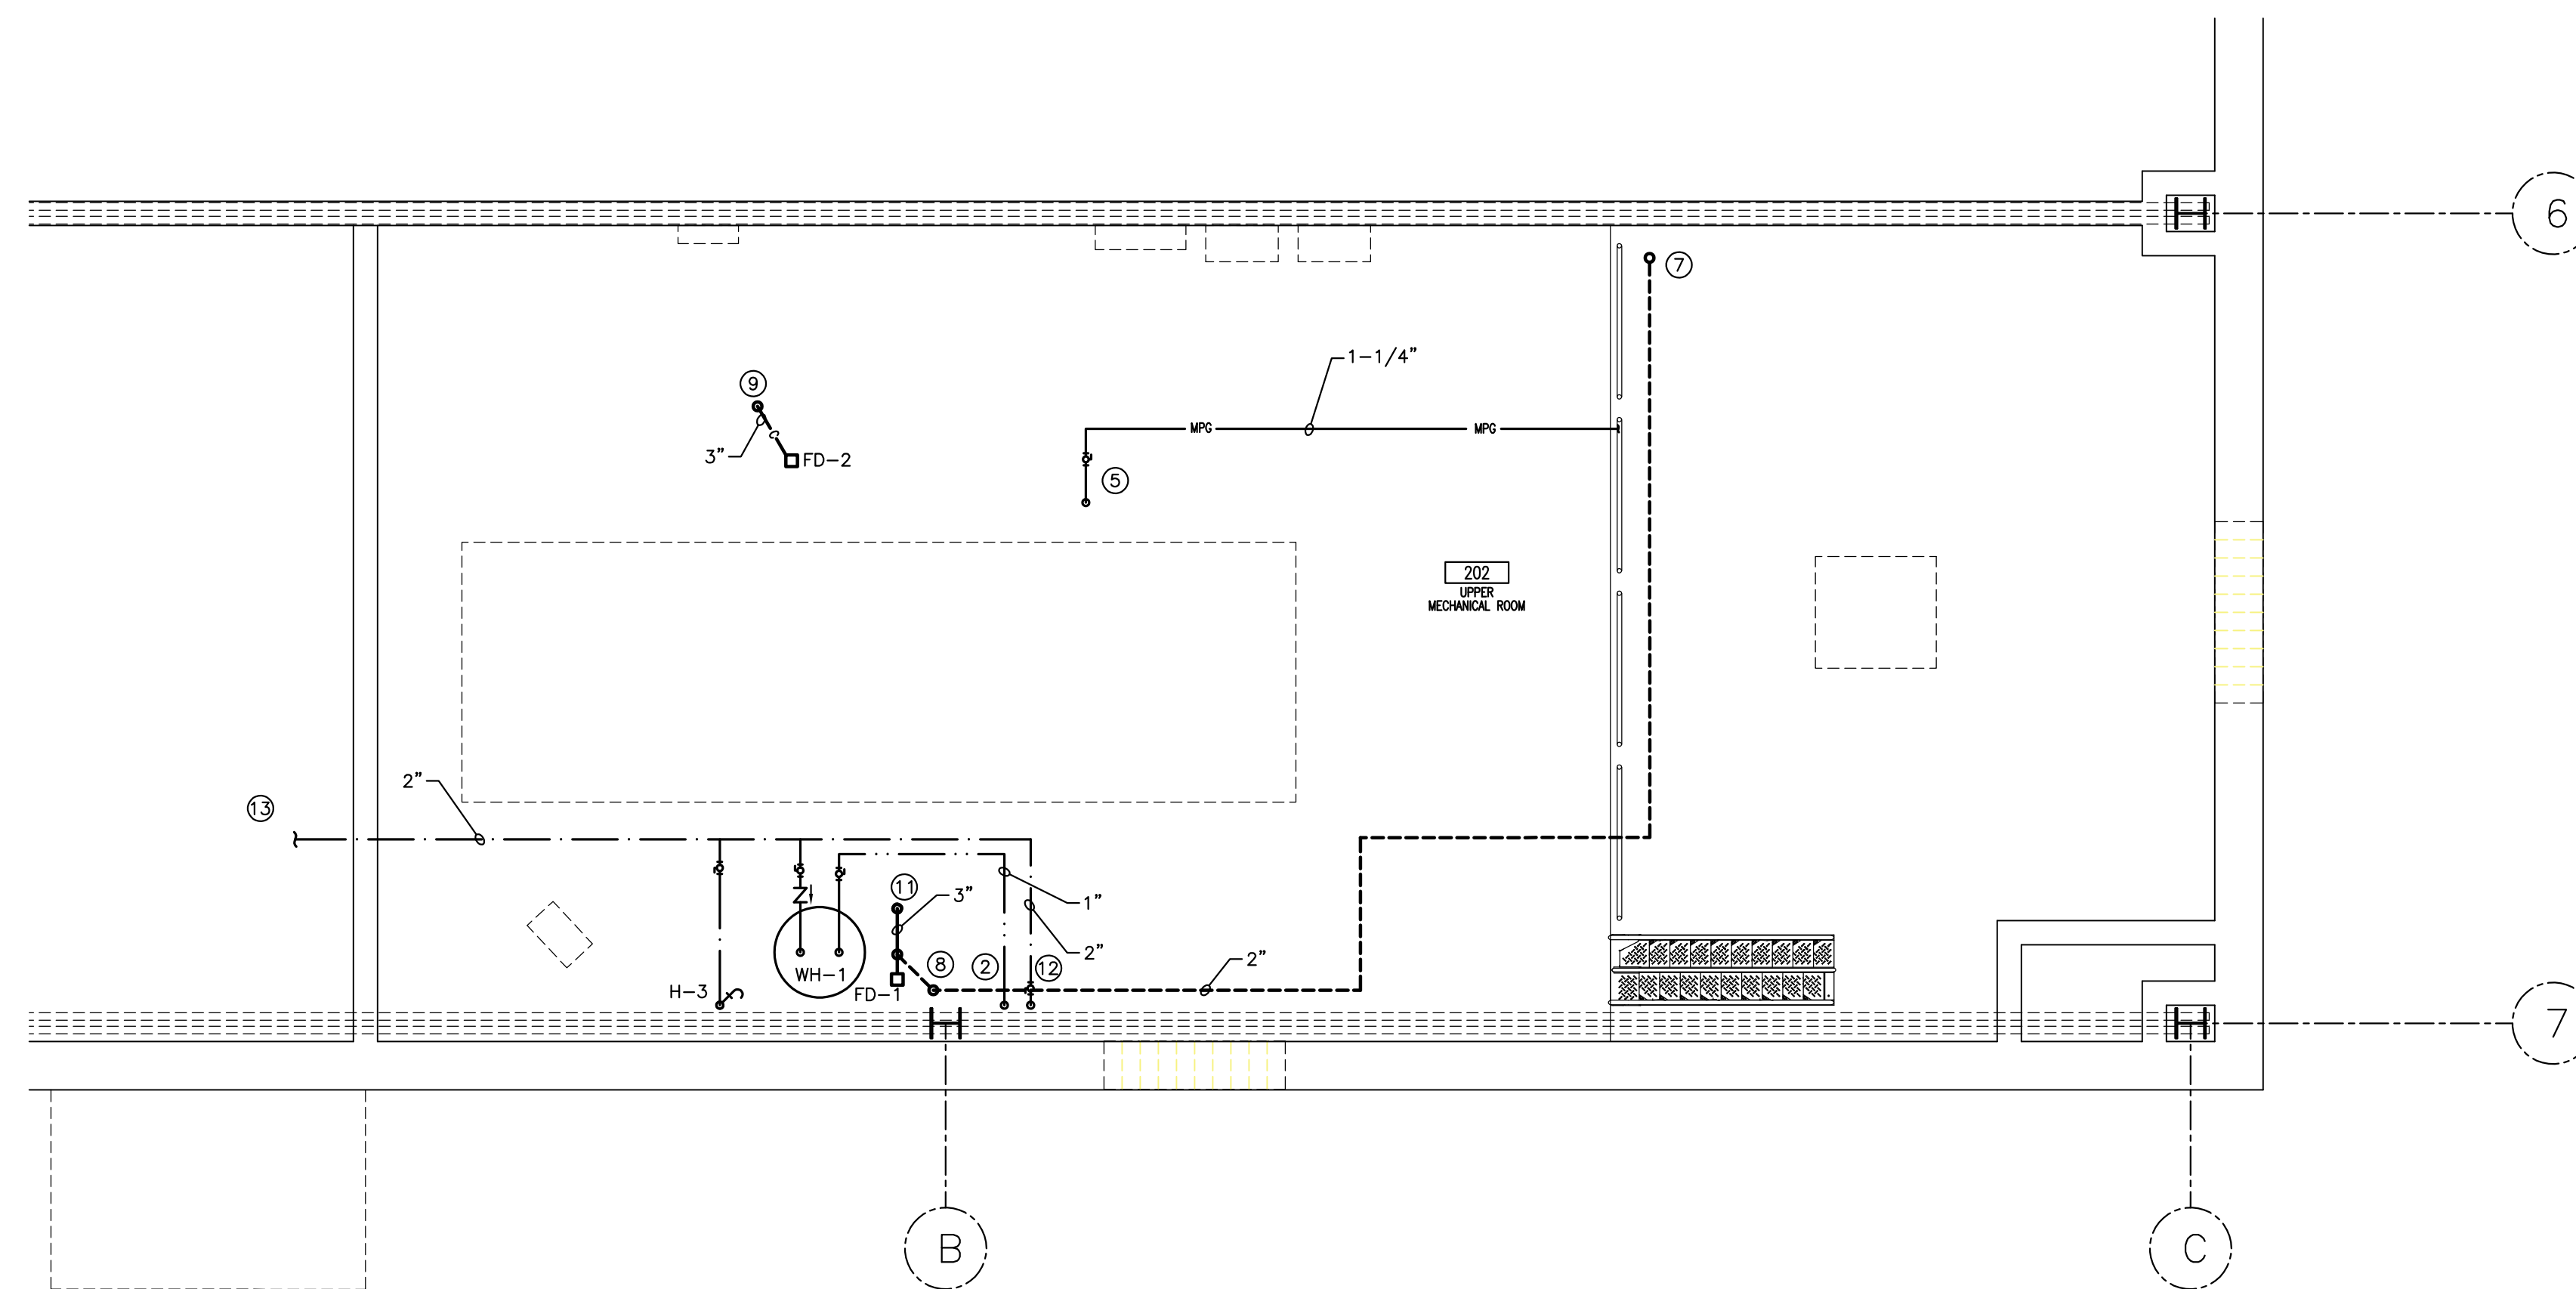 6
7
1-1/4"
9
3"
FD-2
MPG
MPG
5
202
UPPER
MECHANICAL ROOM
2"
13
11
3"
1"
2"
WH-1
8
2
12
2"
H-3
FD-1
7
B
C